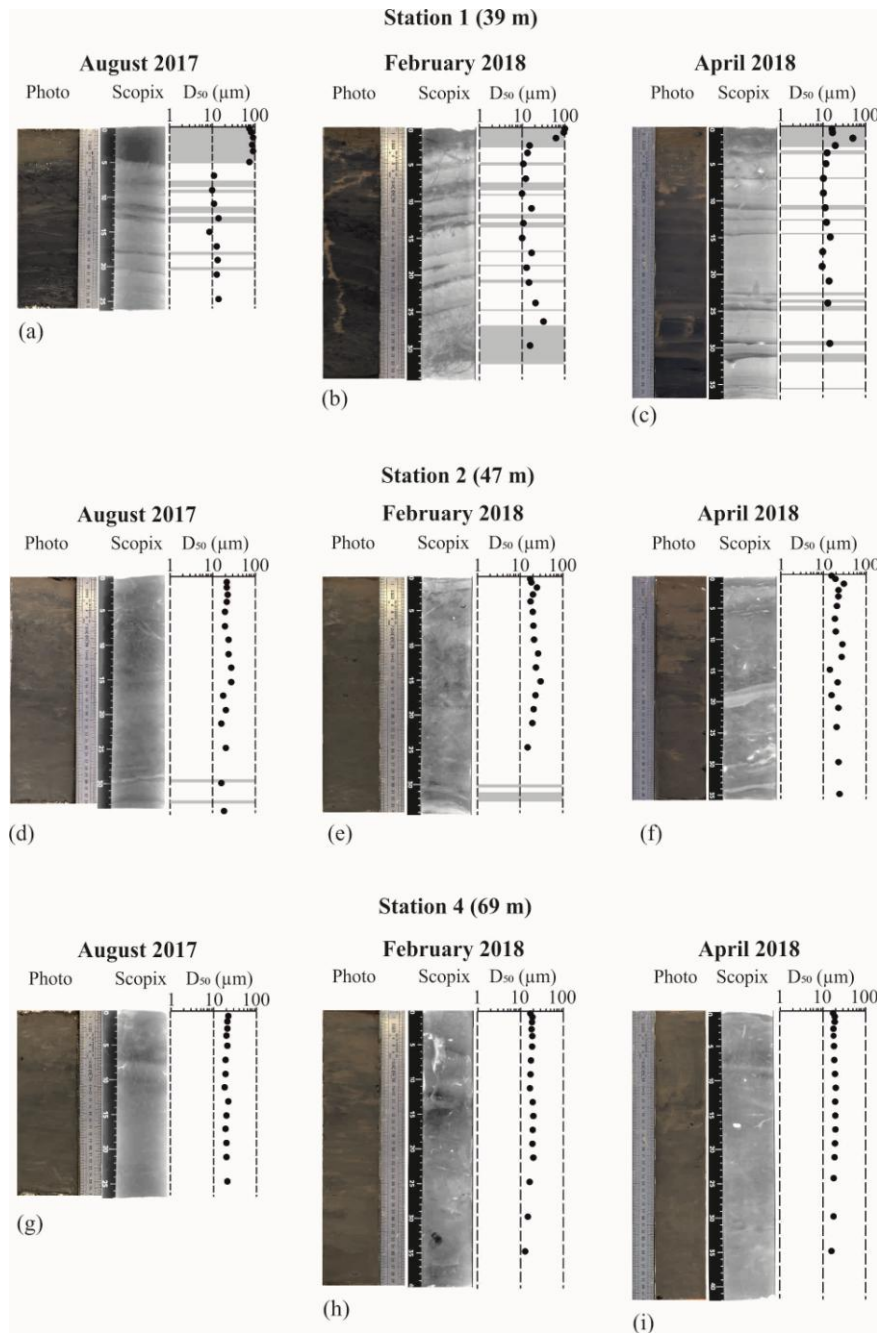 Station 1 (39 m)
August 2017
February 2018
April 2018
Photo Scopix D₅₀ (µm)
Photo Scopix D₅₀ (µm)
Photo Scopix D₅₀ (µm)
1 10 100
1 10 100
1 10 100
(a)
(b)
(c)
Station 2 (47 m)
August 2017
February 2018
April 2018
Photo Scopix D₅₀ (µm)
Photo Scopix D₅₀ (µm)
Photo Scopix D₅₀ (µm)
1 10 100
1 10 100
1 10 100
(d)
(e)
(f)
Station 4 (69 m)
August 2017
February 2018
April 2018
Photo Scopix D₅₀ (µm)
Photo Scopix D₅₀ (µm)
Photo Scopix D₅₀ (µm)
1 10 100
1 10 100
1 10 100
(g)
(h)
(i)